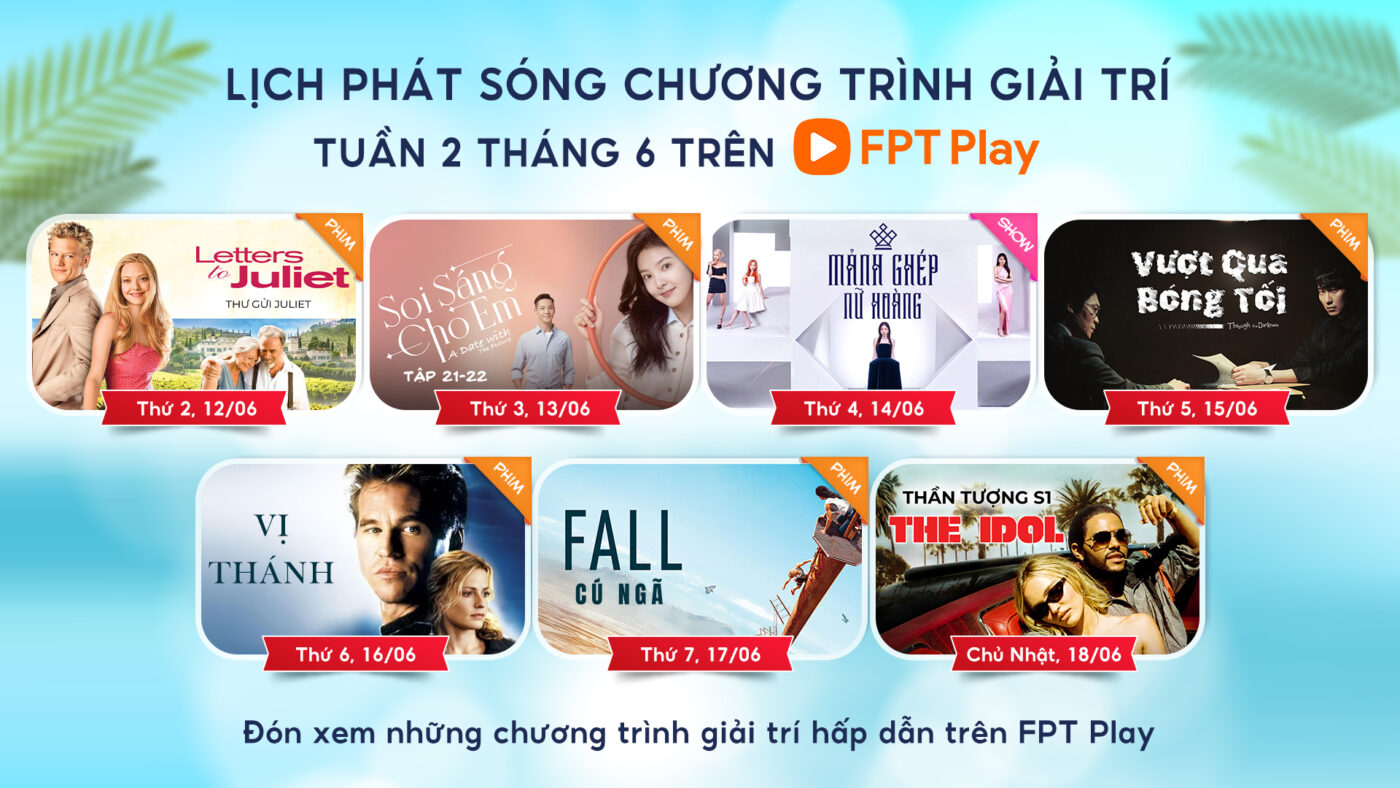 LỊCH PHÁT SÓNG CHƯƠNG TRÌNH GIẢI TRÍ
TUẦN 2 THÁNG 6 TRÊN FPT Play
PHIM
Letters
to Juliet
THƯ GỬI JULIET
Thứ 2, 12/06
PHIM
Soi Sáng
Cho Em
A Date with
The Future
TẬP 21-22
Thứ 3, 13/06
SHOW
MẢNH GHÉP
NỮ HOÀNG
Thứ 4, 14/06
PHIM
Vượt Qua
Bóng Tối
Through the Darkness
Thứ 5, 15/06
PHIM
VỊ
THÁNH
Thứ 6, 16/06
PHIM
FALL
CÚ NGÃ
Thứ 7, 17/06
PHIM
THẦN TƯỢNG S1
THE IDOL
Chủ Nhật, 18/06
Đón xem những chương trình giải trí hấp dẫn trên FPT Play